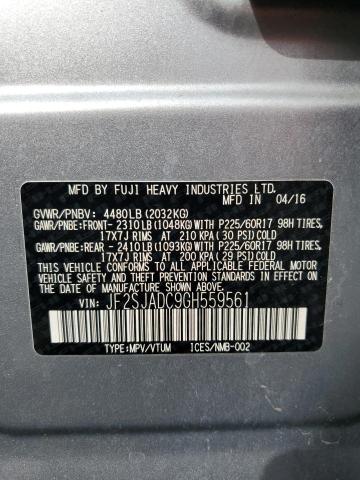 MFD BY FUJI HEAVY INDUSTRIES LTD.
MADE IN JAPAN 04/16
GVWR/PNBV: 4480LB(2032KG)
GAWR/PNBE:FRONT- 2310LB(1048KG)WITH P225/60R17 98H TIRES,
17X7J RIMS AT 210 KPA(30 PSI)COLD
GAWR/PNBE:REAR -2410LB(1093KG)WITH P225/60R17 98H TIRES,
17X7J RIMS AT 200 KPA(29 PSI)COLD
THIS VEHICLE CONFORMS TO ALL APPLICABLE FEDERAL MOTOR
VEHICLE SAFETY, BUMPER, AND THEFT PREVENTION STANDARDS
IN EFFECT ON THE DATE OF MANUFACTURE SHOWN ABOVE.
VIN: JF2SJADC9GH559561
TYPE:MPV/VTUM ICES/NMB-002